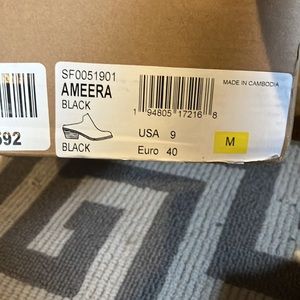 SF0051901
AMEERA
BLACK
1 94805 17216 8
MADE IN CAMBODIA
BLACK
USA 9
Euro 40
M
592